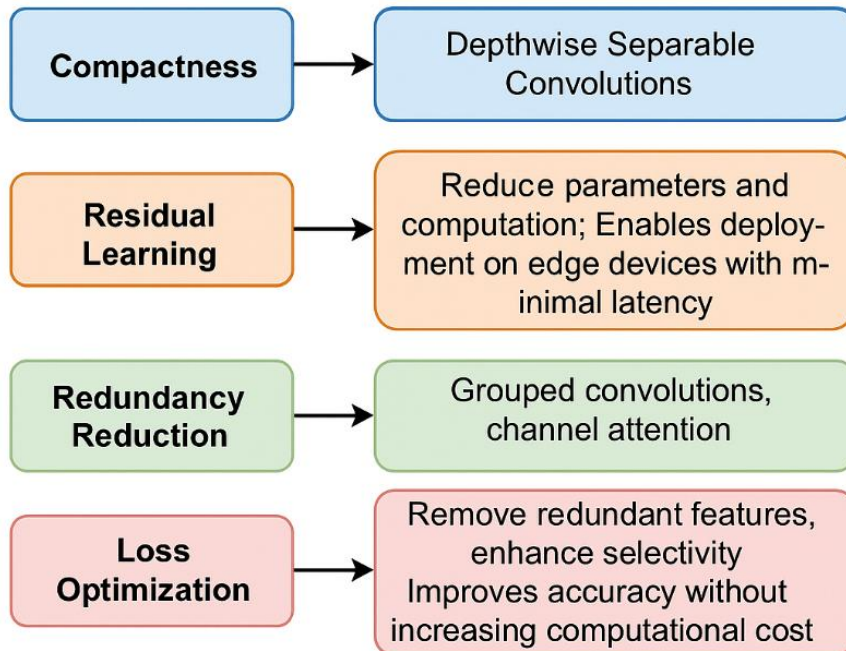 Compactness
Depthwise Separable
Convolutions
Residual
Learning
Reduce parameters and
computation; Enables deploy-
ment on edge devices with m-
nimal latency
Redundancy
Reduction
Grouped convolutions,
channel attention
Loss
Optimization
Remove redundant features,
enhance selectivity
Improves accuracy without
increasing computational cost